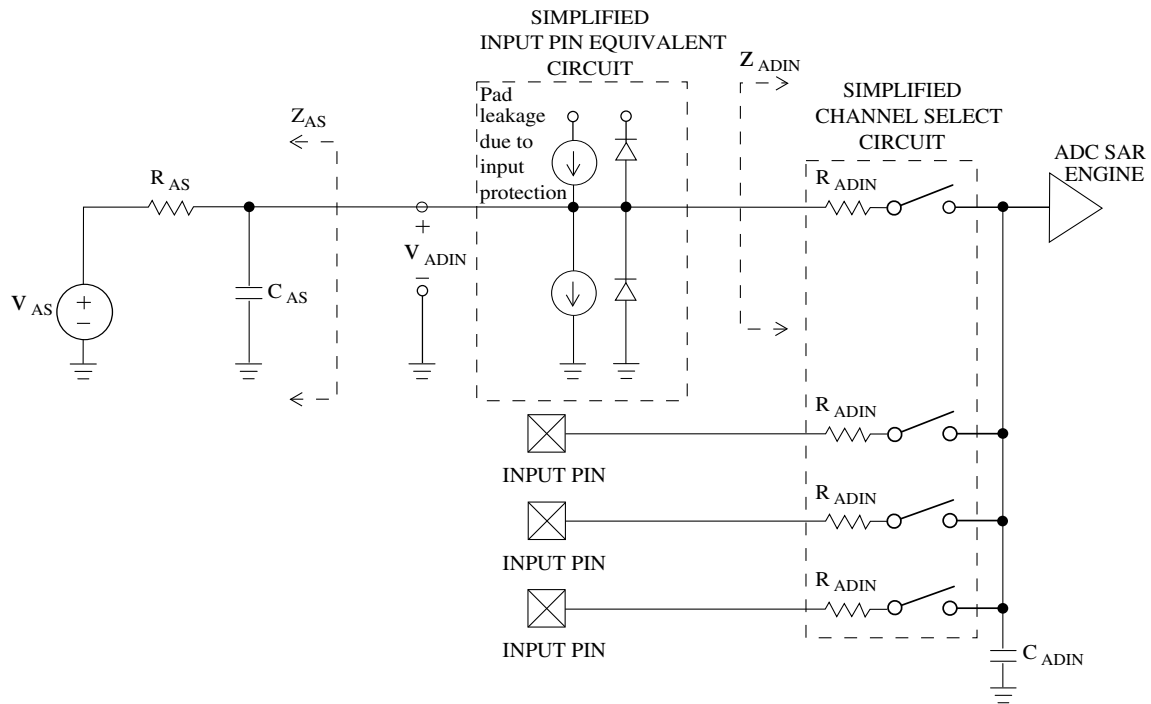 SIMPLIFIED
INPUT PIN EQUIVALENT
CIRCUIT
Pad
leakage
due to
input
protection
Z ADIN
SIMPLIFIED
CHANNEL SELECT
CIRCUIT
ADC SAR
ENGINE
Z AS
R AS
R ADIN
+
V ADIN
−
V AS
+
−
C AS
R ADIN
INPUT PIN
R ADIN
INPUT PIN
R ADIN
INPUT PIN
C ADIN